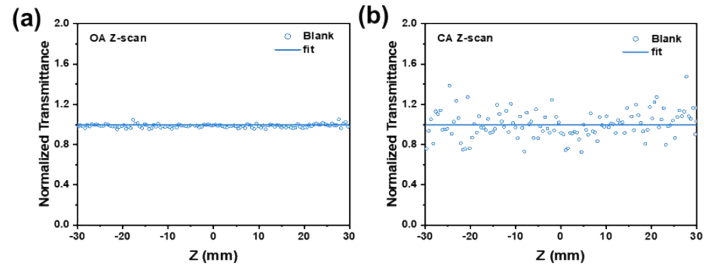 (a)
OA Z-scan
Blank
fit
Normalized Transmittance
2.0
1.6
1.2
0.8
0.4
0.0
-30 -20 -10 0 10 20 30
Z (mm)
(b)
CA Z-scan
Blank
fit
Normalized Transmittance
2.0
1.6
1.2
0.8
0.4
0.0
-30 -20 -10 0 10 20 30
Z (mm)